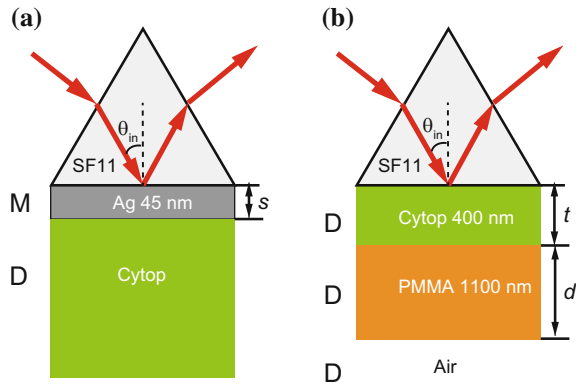 (a)
θin
SF11
M
Ag 45 nm
s
D
Cytop
(b)
θin
SF11
D
Cytop 400 nm
t
D
PMMA 1100 nm
d
D
Air